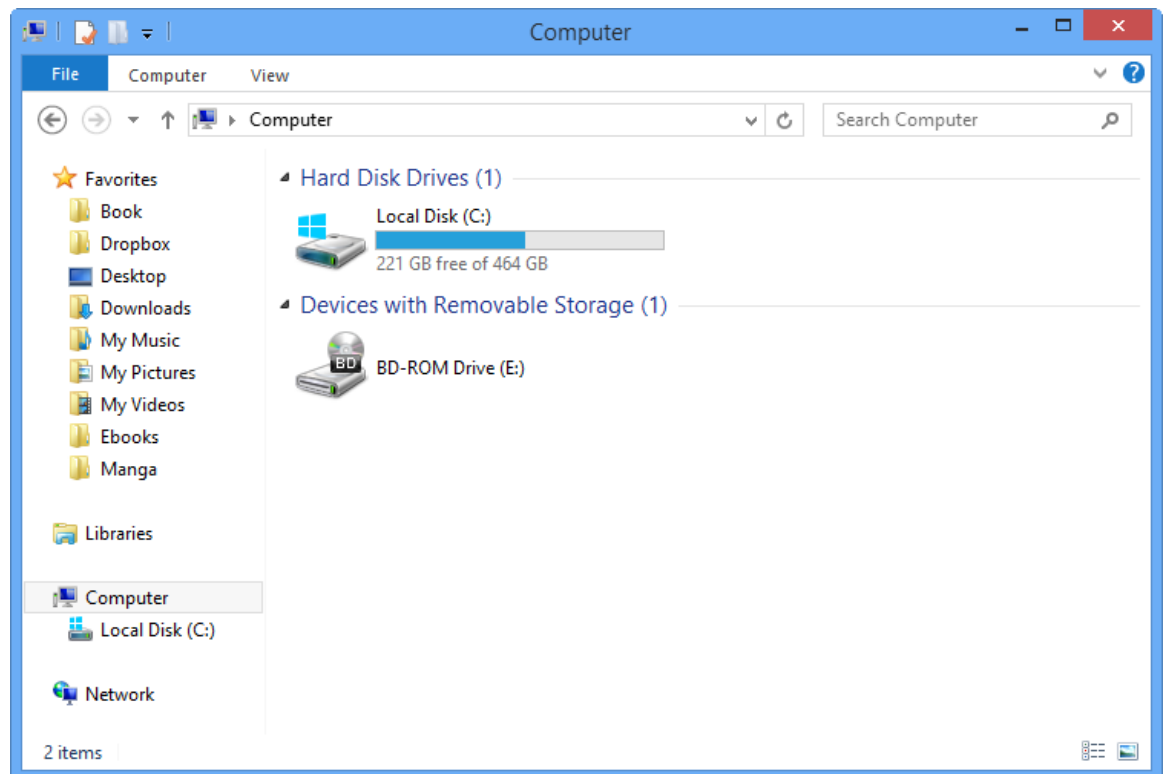 Computer
File Computer View
Computer Search Computer
Favorites
Book
Dropbox
Desktop
Downloads
My Music
My Pictures
My Videos
Ebooks
Manga
Libraries
Computer
Local Disk (C:)
Network
Hard Disk Drives (1)
Local Disk (C:)
221 GB free of 464 GB
Devices with Removable Storage (1)
BD
BD-ROM Drive (E:)
2 items